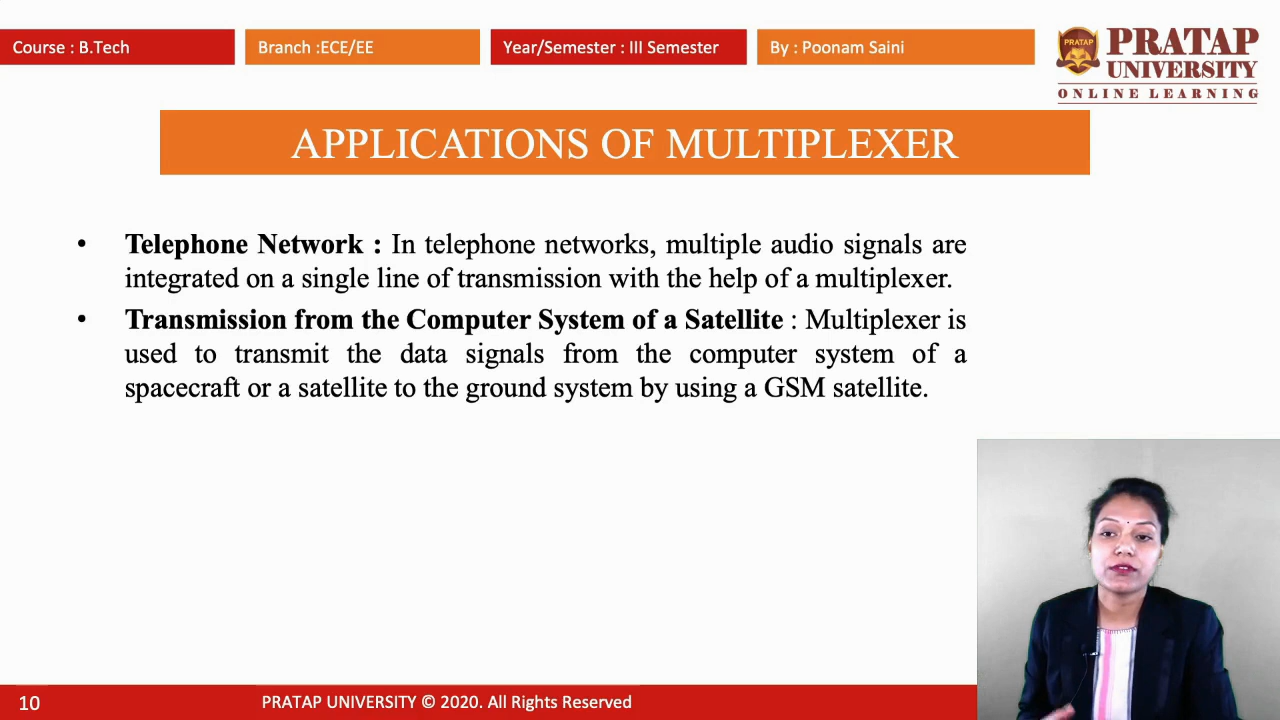 Course : B.Tech
Branch :ECE/EE
Year/Semester : III Semester
By : Poonam Saini
PRATAP
PRATAP
UNIVERSITY
ONLINE LEARNING
APPLICATIONS OF MULTIPLEXER
• Telephone Network : In telephone networks, multiple audio signals are
integrated on a single line of transmission with the help of a multiplexer.
• Transmission from the Computer System of a Satellite : Multiplexer is
used to transmit the data signals from the computer system of a
spacecraft or a satellite to the ground system by using a GSM satellite.
10
PRATAP UNIVERSITY © 2020. All Rights Reserved